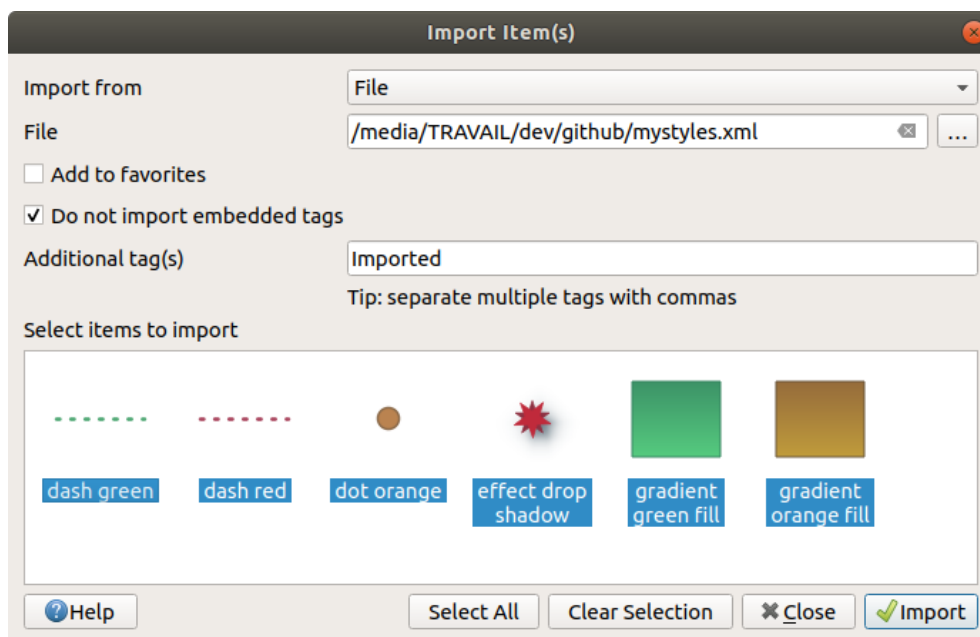 Import Item(s)
Import from
File
File
/media/TRAVAIL/dev/github/mystyles.xml
...
Add to favorites
Do not import embedded tags
Additional tag(s)
Imported
Tip: separate multiple tags with commas
Select items to import
dash green
dash red
dot orange
effect drop
shadow
gradient
green fill
gradient
orange fill
Help
Select All
Clear Selection
Close
Import